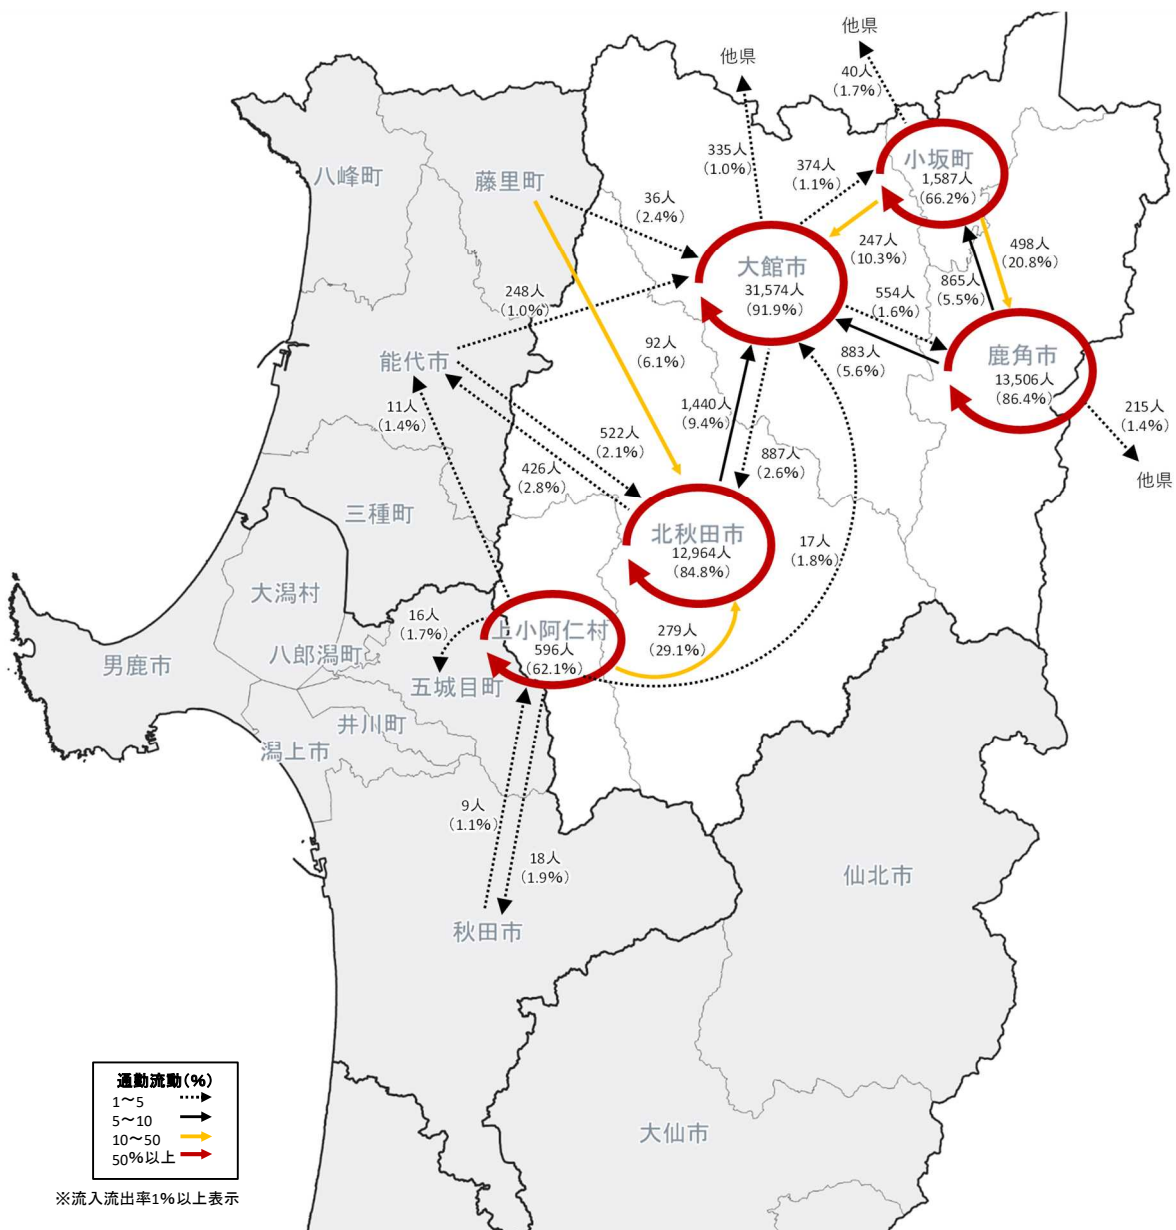 他県
他県
40人
(1.7%)
335人
(1.0%)
374人
(1.1%)
小坂町
1,587人
(66.2%)
八峰町
藤里町
36人
(2.4%)
大館市
31,574人
(91.9%)
247人
(10.3%)
498人
(20.8%)
865人
(5.5%)
554人
(1.6%)
248人
(1.0%)
能代市
92人
(6.1%)
883人
(5.6%)
鹿角市
13,506人
(86.4%)
11人
(1.4%)
1,440人
(9.4%)
215人
(1.4%)
他県
522人
(2.1%)
426人
(2.8%)
887人
(2.6%)
三種町
北秋田市
12,964人
(84.8%)
17人
(1.8%)
大潟村
16人
(1.7%)
上小阿仁村
596人
(62.1%)
279人
(29.1%)
男鹿市
八郎潟町
五城目町
井川町
潟上市
9人
(1.1%)
18人
(1.9%)
仙北市
秋田市
大仙市
通勤流動(%)
1~5
5~10
10~50
50%以上
※流入流出率1%以上表示